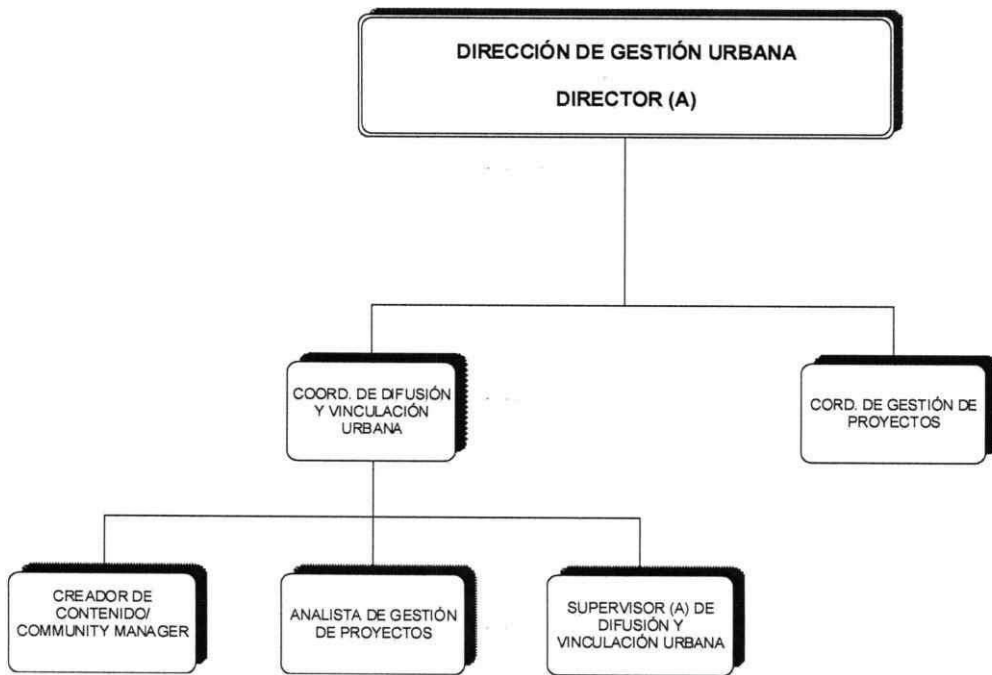 DIRECCIÓN DE GESTIÓN URBANA
DIRECTOR (A)
COORD. DE DIFUSIÓN
Y VINCULACIÓN
URBANA
CORD. DE GESTIÓN DE
PROYECTOS
CREADOR DE
CONTENIDO/
COMMUNITY MANAGER
ANALISTA DE GESTIÓN
DE PROYECTOS
SUPERVISOR (A) DE
DIFUSIÓN Y
VINCULACIÓN URBANA